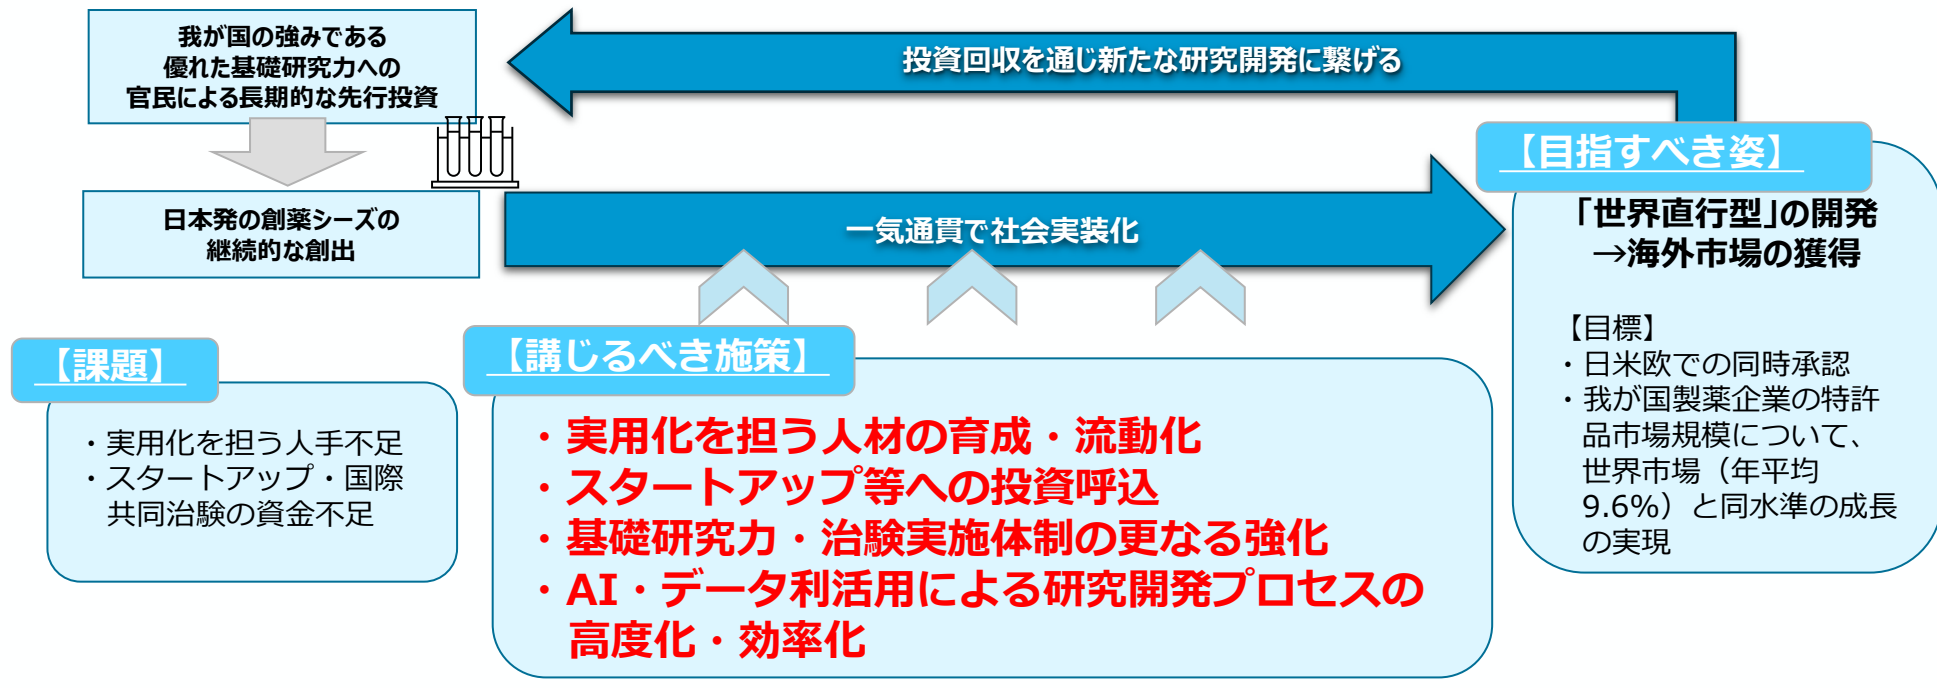 我が国の強みである
優れた基礎研究力への
官民による長期的な先行投資
投資回収を通じ新たな研究開発に繋げる
日本発の創薬シーズの
継続的な創出
一気通貫で社会実装化
【目指すべき姿】
「世界直行型」の開発
→海外市場の獲得
【目標】
・日米欧での同時承認
・我が国製薬企業の特許
品市場規模について、
世界市場（年平均
9.6%）と同水準の成長
の実現
【課題】
・実用化を担う人手不足
・スタートアップ・国際
共同治験の資金不足
【講じるべき施策】
・実用化を担う人材の育成・流動化
・スタートアップ等への投資呼込
・基礎研究力・治験実施体制の更なる強化
・AI・データ利活用による研究開発プロセスの
高度化・効率化